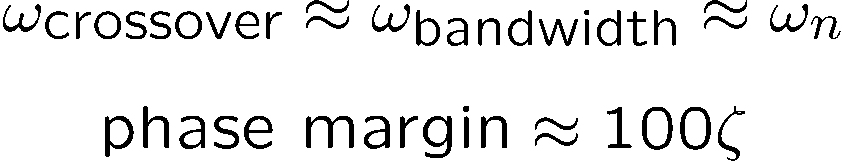 ω_crossover ≈ ω_bandwidth ≈ ω_n
phase margin ≈ 100ζ